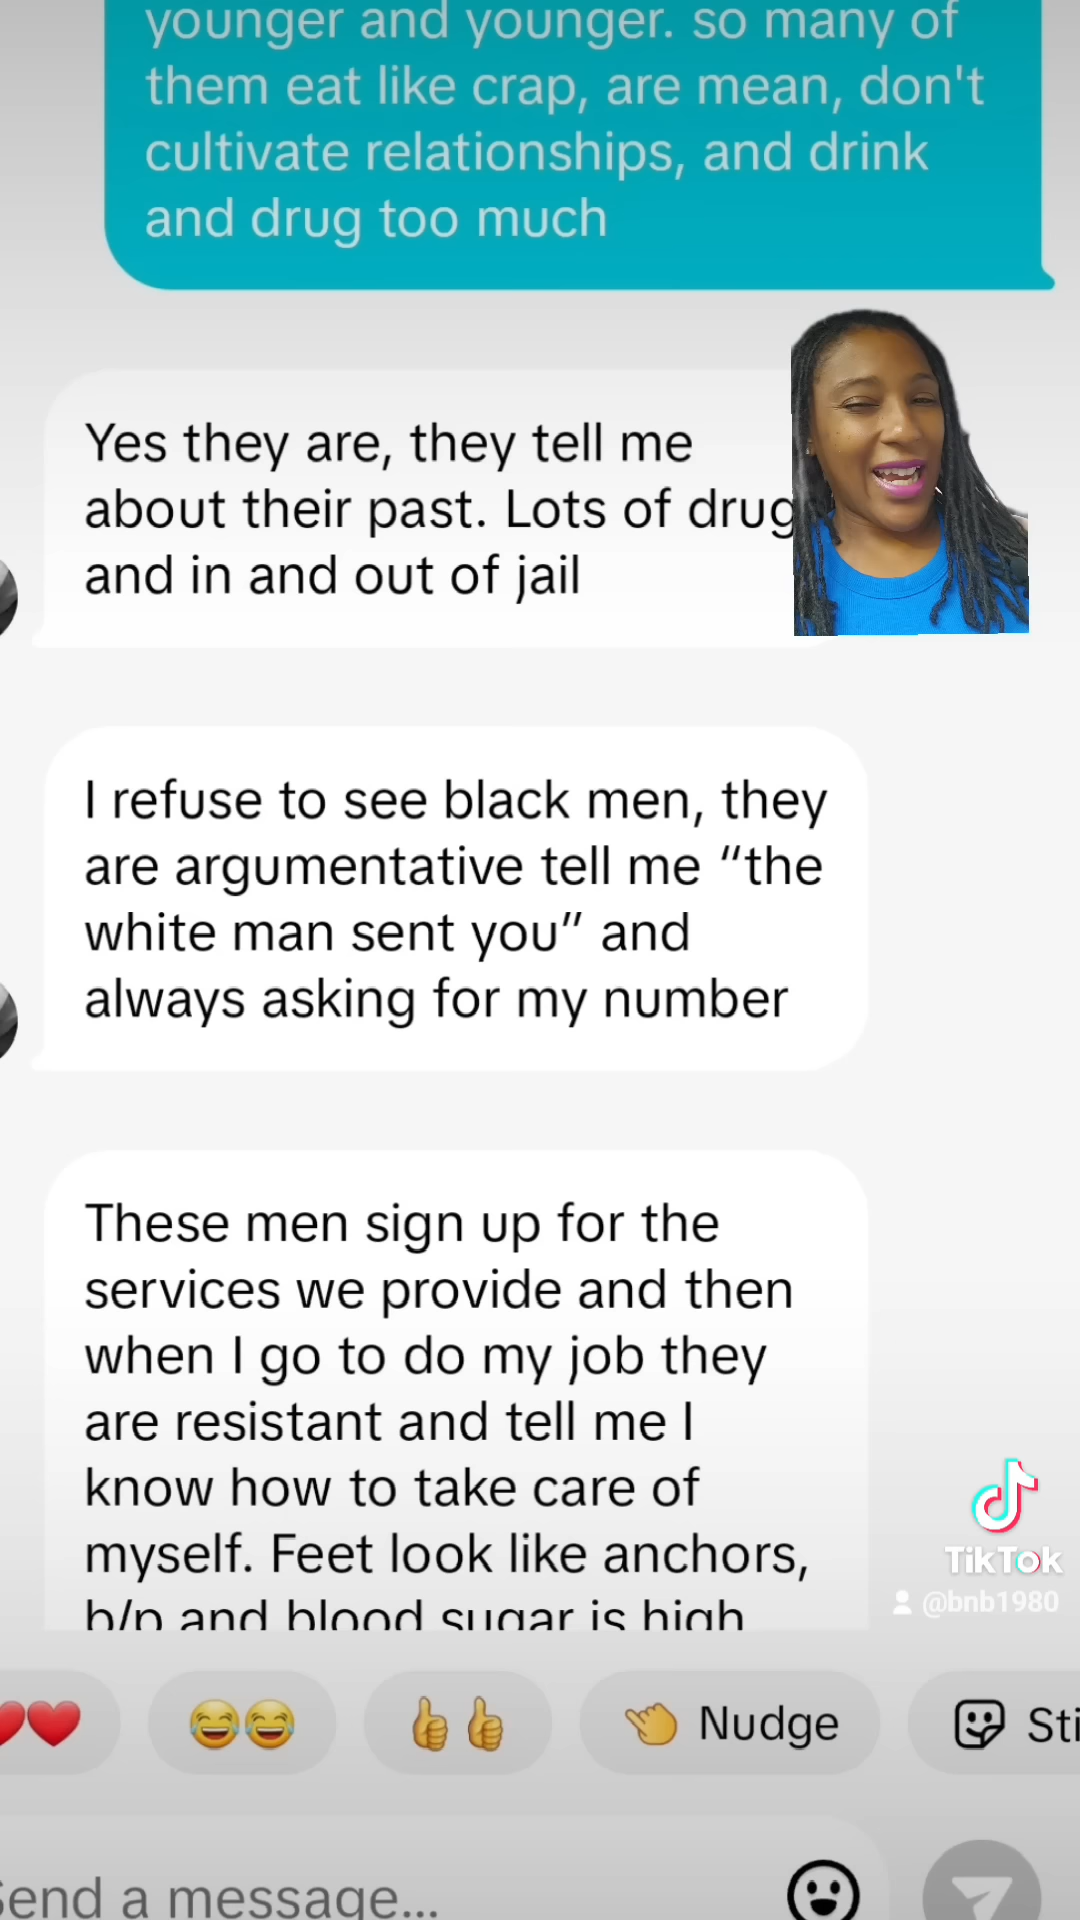 younger and younger. so many of
them eat like crap, are mean, don't
cultivate relationships, and drink
and drug too much
Yes they are, they tell me
about their past. Lots of drug
and in and out of jail
I refuse to see black men, they
are argumentative tell me “the
white man sent you” and
always asking for my number
These men sign up for the
services we provide and then
when I go to do my job they
are resistant and tell me I
know how to take care of
myself. Feet look like anchors,
b/p and blood sugar is high
TikTok
@bnb1980
Nudge
Sti
Send a message...